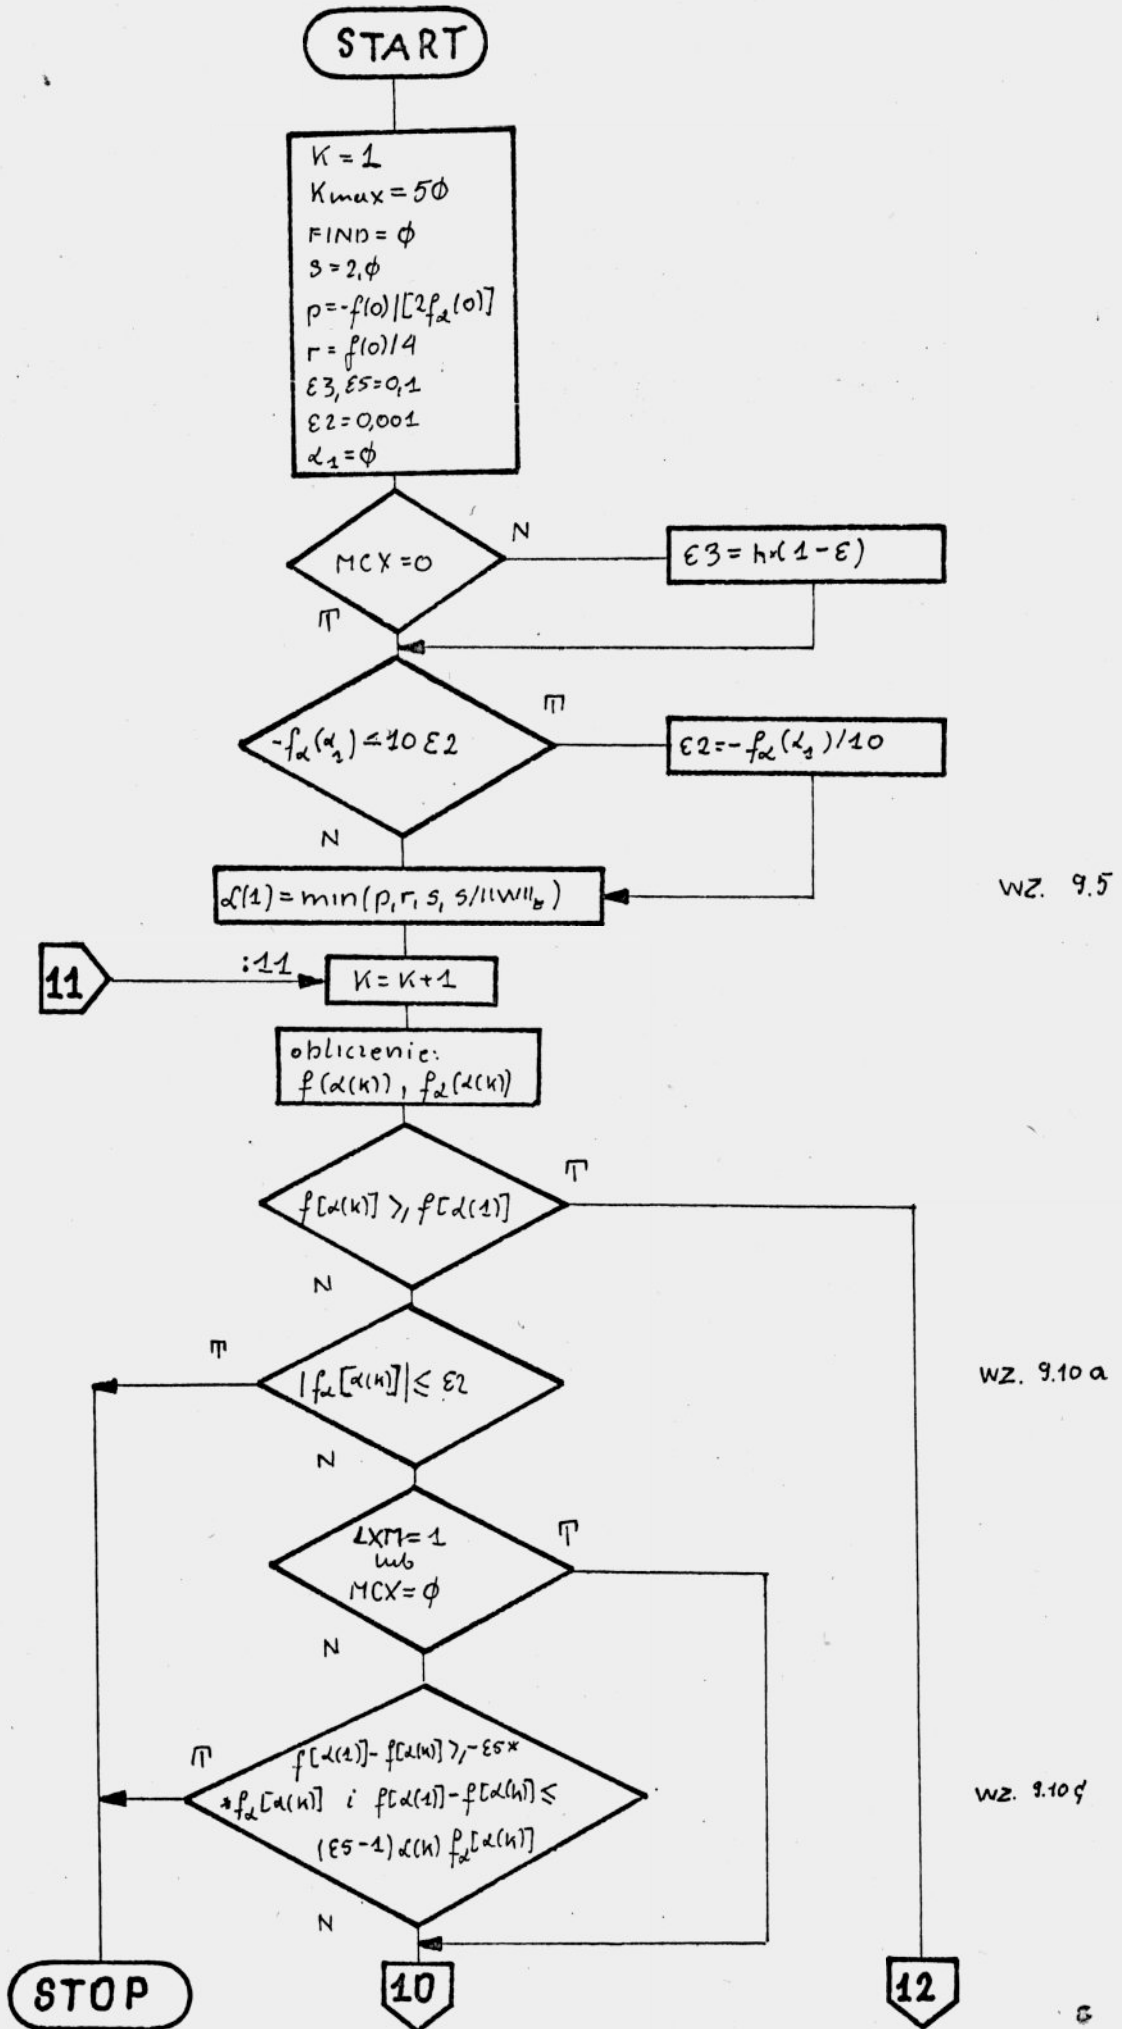 START
K = 1
Kmax = 5φ
FIND = φ
s = 2,φ
p = -f(0)/[2fα(0)]
r = f(0)/4
ε3, ε5 = 0,1
ε2 = 0,001
α1 = φ
MCX = 0
N
T
-fα(α1) ≤ 10 ε2
T
ε2 = -fα(α1)/10
N
α(1) = min(p, r, s, s/||W||)
wz. 9.5
11
:11
K = K + 1
obliczenie:
f(α(k)), fα(α(k))
f[α(k)] ≥ f[α(1)]
T
N
T
|fα[α(k)]| ≤ ε2
wz. 9.10 a
N
LXM = 1
lub
MCX = φ
T
N
T
f[α(1)] - f[α(k)] ≥ -ε5*
*fα[α(k)] i f[α(1)] - f[α(k)] ≤
(ε5-1) α(k) fα[α(k)]
wz. 9.10
N
STOP
10
12